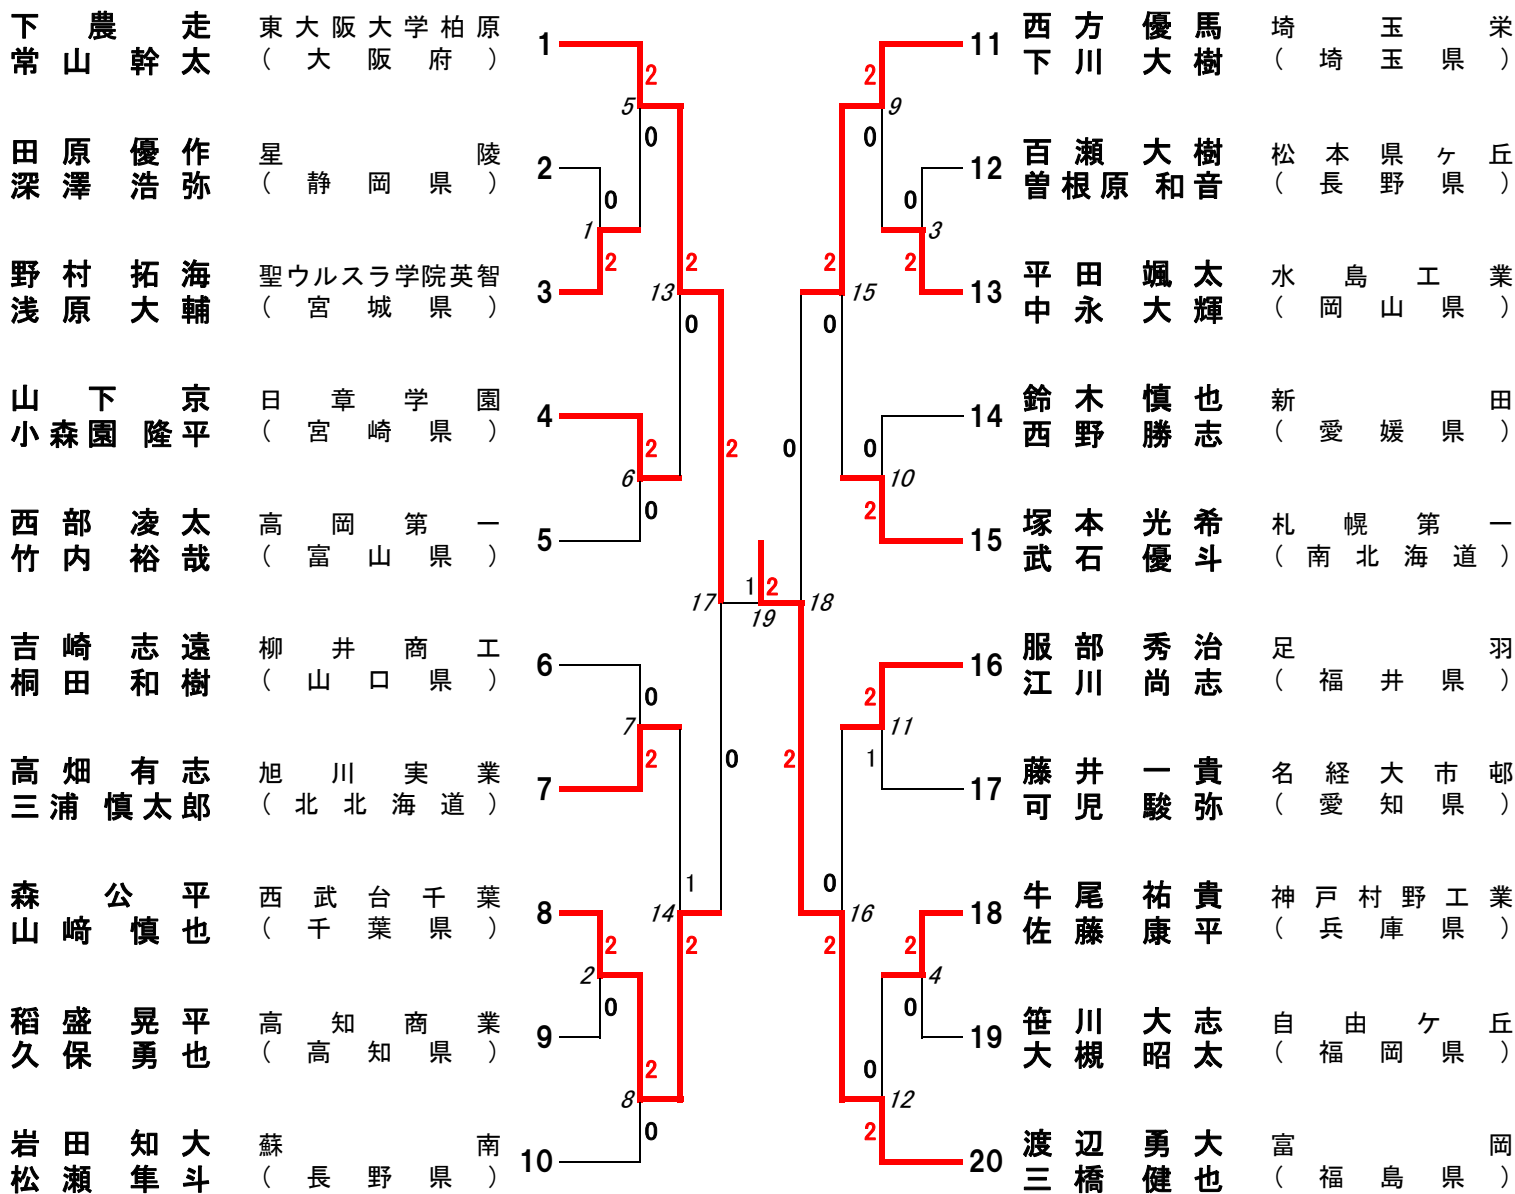 下農走 東大阪大学柏原
常山幹太 （大阪府） 1
田原優作 星陵
深澤浩弥 （静岡県） 2
野村拓海 聖ウルスラ学院英智
浅原大輔 （宮城県） 3
山下京 日章学園
小森園隆平 （宮崎県） 4
西部凌太 高岡第一
竹内裕哉 （富山県） 5
吉崎志遠 柳井商工
桐田和樹 （山口県） 6
高畑有志 旭川実業
三浦慎太郎 （北北海道） 7
森公平 西武台千葉
山﨑慎也 （千葉県） 8
稲盛晃平 高知商業
久保勇也 （高知県） 9
岩田知大 蘇南
松瀬隼斗 （長野県） 10
2
5
0
0
1
2
2
13
0
2
6
0
2
17
0
7
2
0
1
14
2
2
2
0
2
8
0
1
2
19
2
9
0
0
3
2
2
15
0
0
10
2
0
18
2
2
11
1
0
16
2
2
4
0
0
12
2
11 西方優馬 埼玉栄
下川大樹 （埼玉県）
12 百瀬大樹 松本県ヶ丘
曽根原和音 （長野県）
13 平田颯太 水島工業
中永大輝 （岡山県）
14 鈴木慎也 新田
西野勝志 （愛媛県）
15 塚本光希 札幌第一
武石優斗 （南北海道）
16 服部秀治 足羽
江川尚志 （福井県）
17 藤井一貴 名経大市邨
可児駿弥 （愛知県）
18 牛尾祐貴 神戸村野工業
佐藤康平 （兵庫県）
19 笹川大志 自由ケ丘
大槻昭太 （福岡県）
20 渡辺勇大 富岡
三橋健也 （福島県）